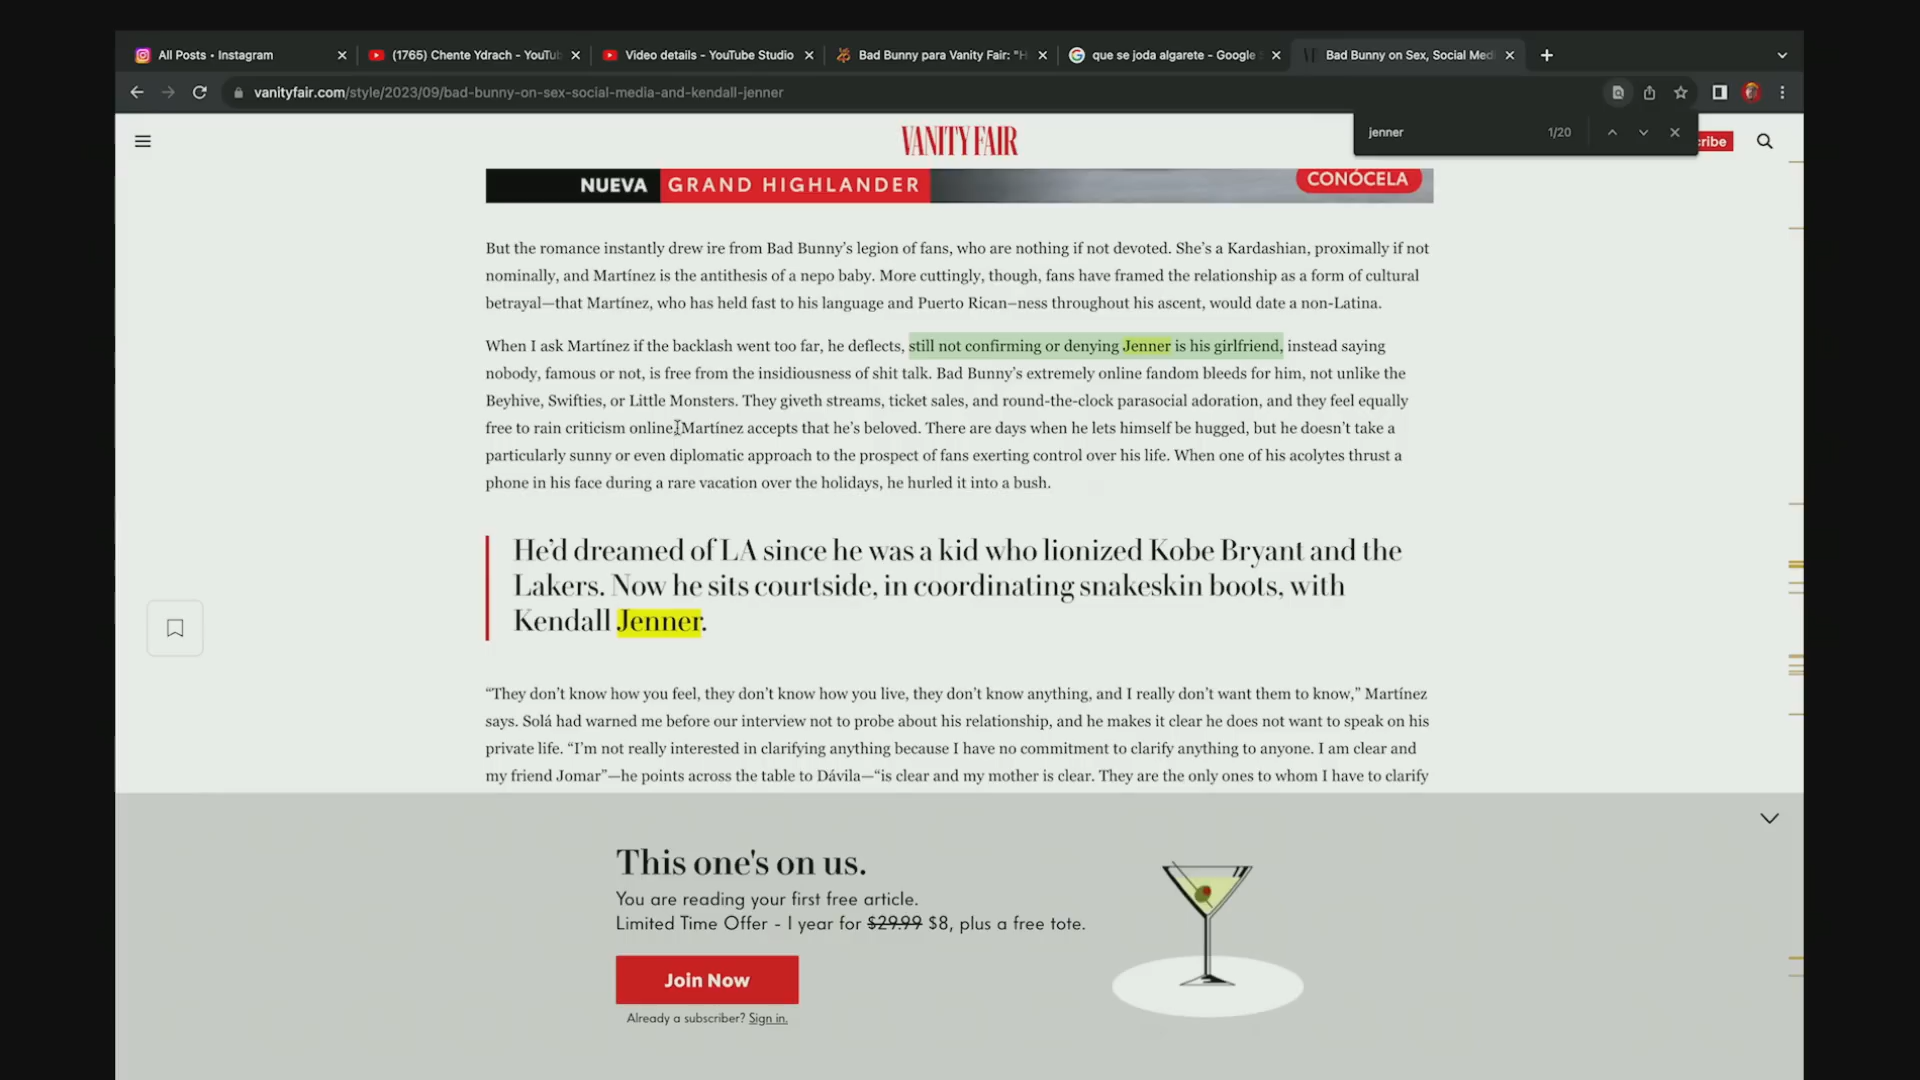 All Posts • Instagram
(1765) Chente Ydrach - YouTub
Video details - YouTube Studio
Bad Bunny para Vanity Fair: "H
que se joda algarete - Google S
Bad Bunny on Sex, Social Medi
vanityfair.com/style/2023/09/bad-bunny-on-sex-social-media-and-kendall-jenner
jenner 1/20
VANITY FAIR
cribe
NUEVA GRAND HIGHLANDER
CONÓCELA
But the romance instantly drew ire from Bad Bunny's legion of fans, who are nothing if not devoted. She's a Kardashian, proximally if not
nominally, and Martínez is the antithesis of a nepo baby. More cuttingly, though, fans have framed the relationship as a form of cultural
betrayal—that Martínez, who has held fast to his language and Puerto Rican–ness throughout his ascent, would date a non-Latina.
When I ask Martínez if the backlash went too far, he deflects, still not confirming or denying Jenner is his girlfriend, instead saying
nobody, famous or not, is free from the insidiousness of shit talk. Bad Bunny's extremely online fandom bleeds for him, not unlike the
Beyhive, Swifties, or Little Monsters. They giveth streams, ticket sales, and round-the-clock parasocial adoration, and they feel equally
free to rain criticism online. Martínez accepts that he's beloved. There are days when he lets himself be hugged, but he doesn't take a
particularly sunny or even diplomatic approach to the prospect of fans exerting control over his life. When one of his acolytes thrust a
phone in his face during a rare vacation over the holidays, he hurled it into a bush.
He'd dreamed of LA since he was a kid who lionized Kobe Bryant and the
Lakers. Now he sits courtside, in coordinating snakeskin boots, with
Kendall Jenner.
“They don't know how you feel, they don't know how you live, they don't know anything, and I really don't want them to know,” Martínez
says. Solá had warned me before our interview not to probe about his relationship, and he makes it clear he does not want to speak on his
private life. “I'm not really interested in clarifying anything because I have no commitment to clarify anything to anyone. I am clear and
my friend Jomar”—he points across the table to Dávila—“is clear and my mother is clear. They are the only ones to whom I have to clarify
This one's on us.
You are reading your first free article.
Limited Time Offer - 1 year for $29.99 $8, plus a free tote.
Join Now
Already a subscriber? Sign in.